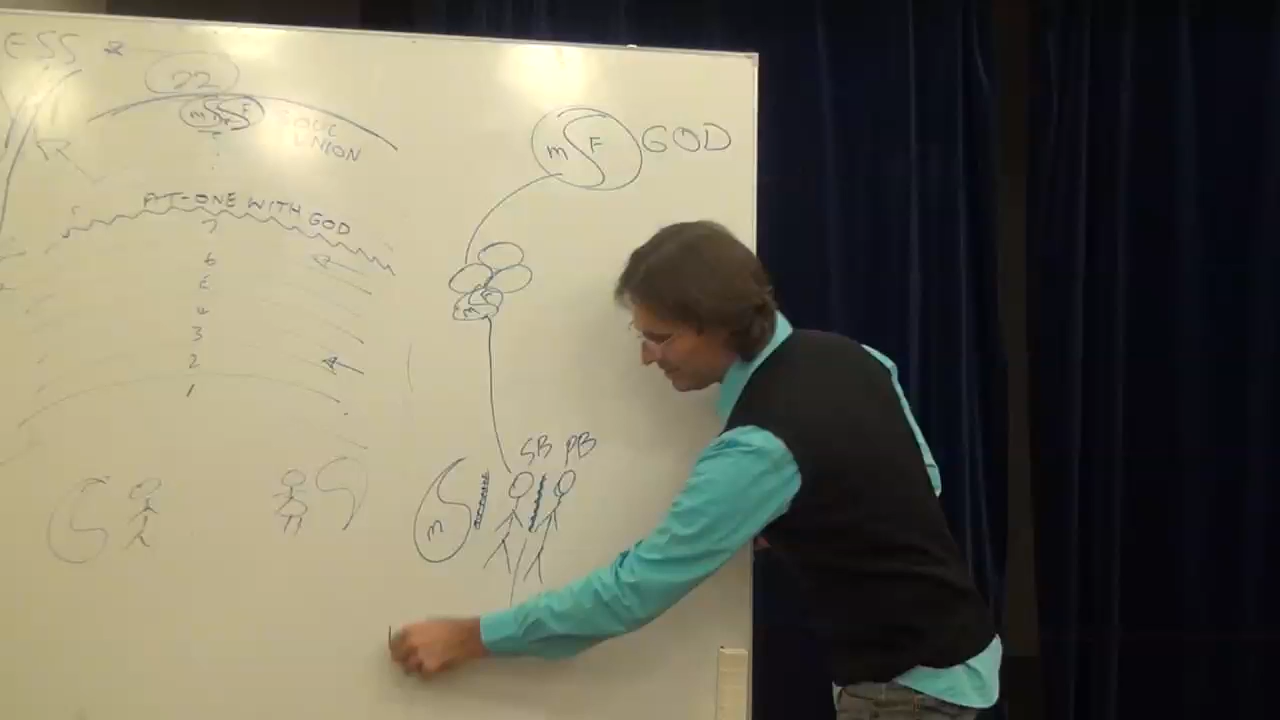 ESS
22
m F
SOUL
UNION
AT-ONE WITH GOD
7
6
5
4
3
2
1
m F GOD
m F
SB PB
m